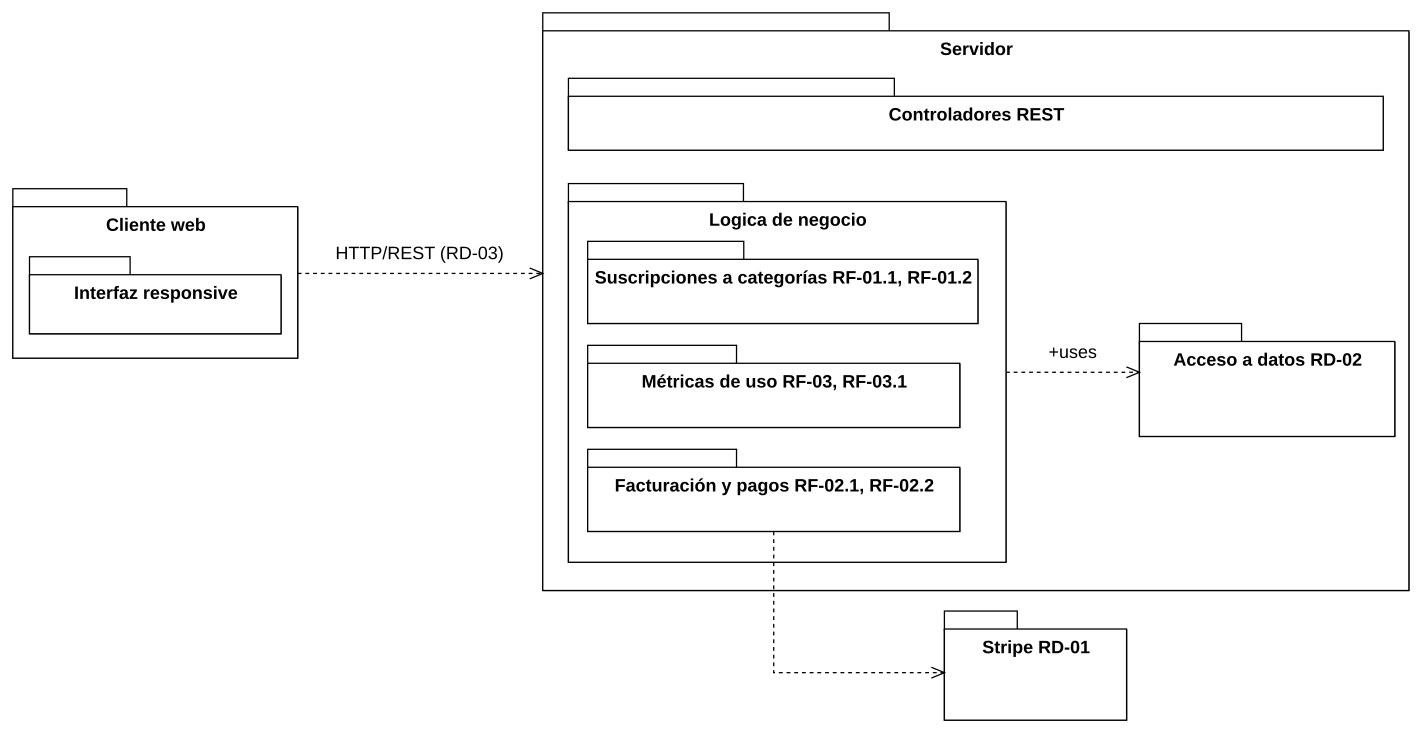 Servidor
Controladores REST
Cliente web
Interfaz responsive
HTTP/REST (RD-03)
Logica de negocio
Suscripciones a categorías RF-01.1, RF-01.2
Métricas de uso RF-03, RF-03.1
Facturación y pagos RF-02.1, RF-02.2
+uses
Acceso a datos RD-02
Stripe RD-01